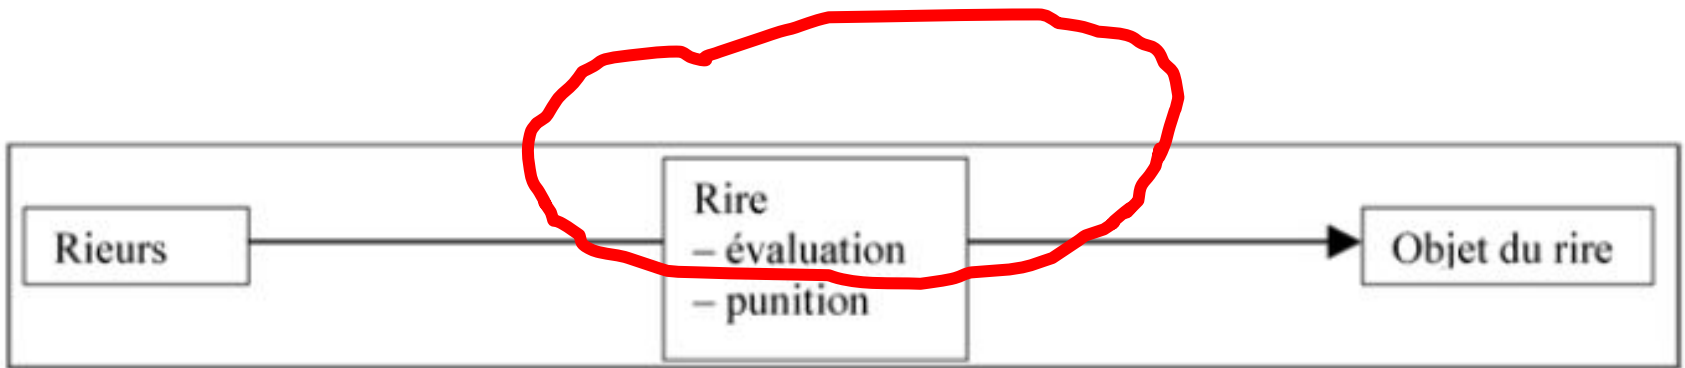 Rieurs
Rire
– évaluation
– punition
Objet du rire